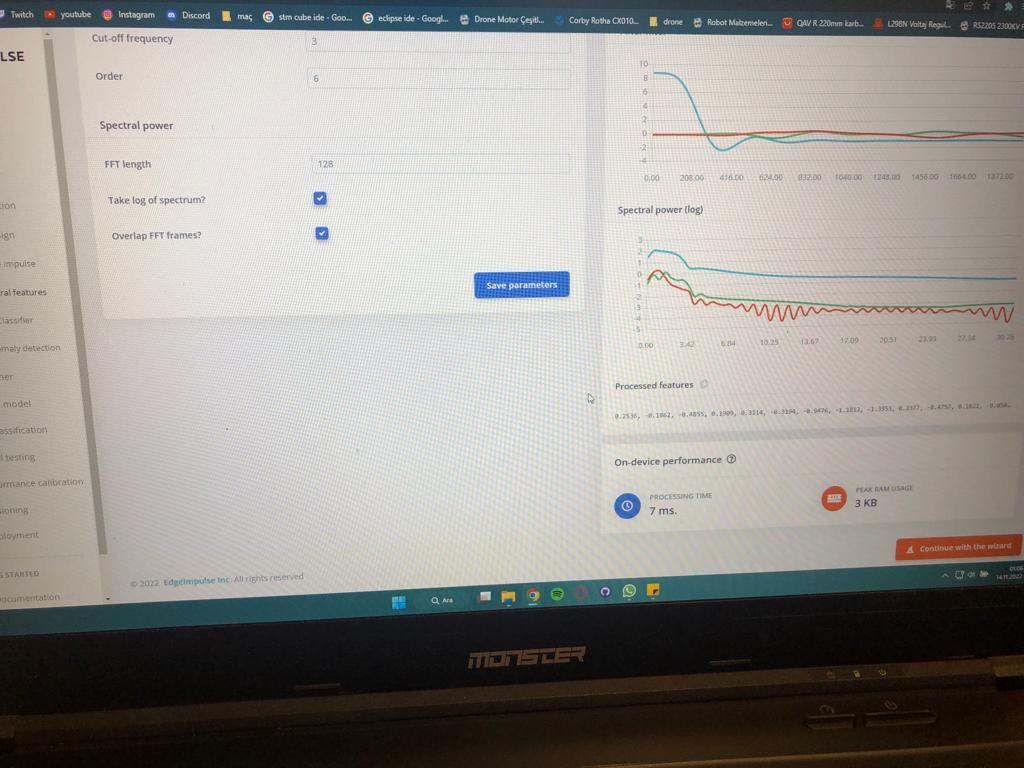 Twitch youtube Instagram Discord maç stm cube ide - Goo... eclipse ide - Googl... Drone Motor Çeşitl... Corby Rotha CX010... drone Robot Malzemeleri... QAV R 220mm karb... L298N Voltaj Regul... RS2205 2300KV F
LSE
Cut-off frequency 3
Order 6
Spectral power
FFT length 128
Take log of spectrum?
Overlap FFT frames?
Save parameters
ion
ign
impulse
ral features
Classifier
maly detection
ner
model
assification
l testing
ormance calibration
sioning
ployment
S STARTED
ocumentation
10
8
6
4
2
0
-2
-4
0.00 208.00 416.00 624.00 832.00 1040.00 1248.00 1456.00 1664.00 1872.00
Spectral power (log)
3
2
1
0
-1
-2
-3
-4
-5
0.00 3.42 6.84 10.25 13.67 17.09 20.51 23.93 27.34 30.76
Processed features
0.2536, -0.1862, -0.4855, 0.1909, 0.3114, -0.3194, -0.9476, -1.1813, -1.3353, 0.2377, -0.4757, 0.1822,
On-device performance
PROCESSING TIME
7 ms.
PEAK RAM USAGE
3 KB
Continue with the wizard
© 2022 EdgeImpulse Inc. All rights reserved
Ara
01:06
14.11.2022
MONSTER